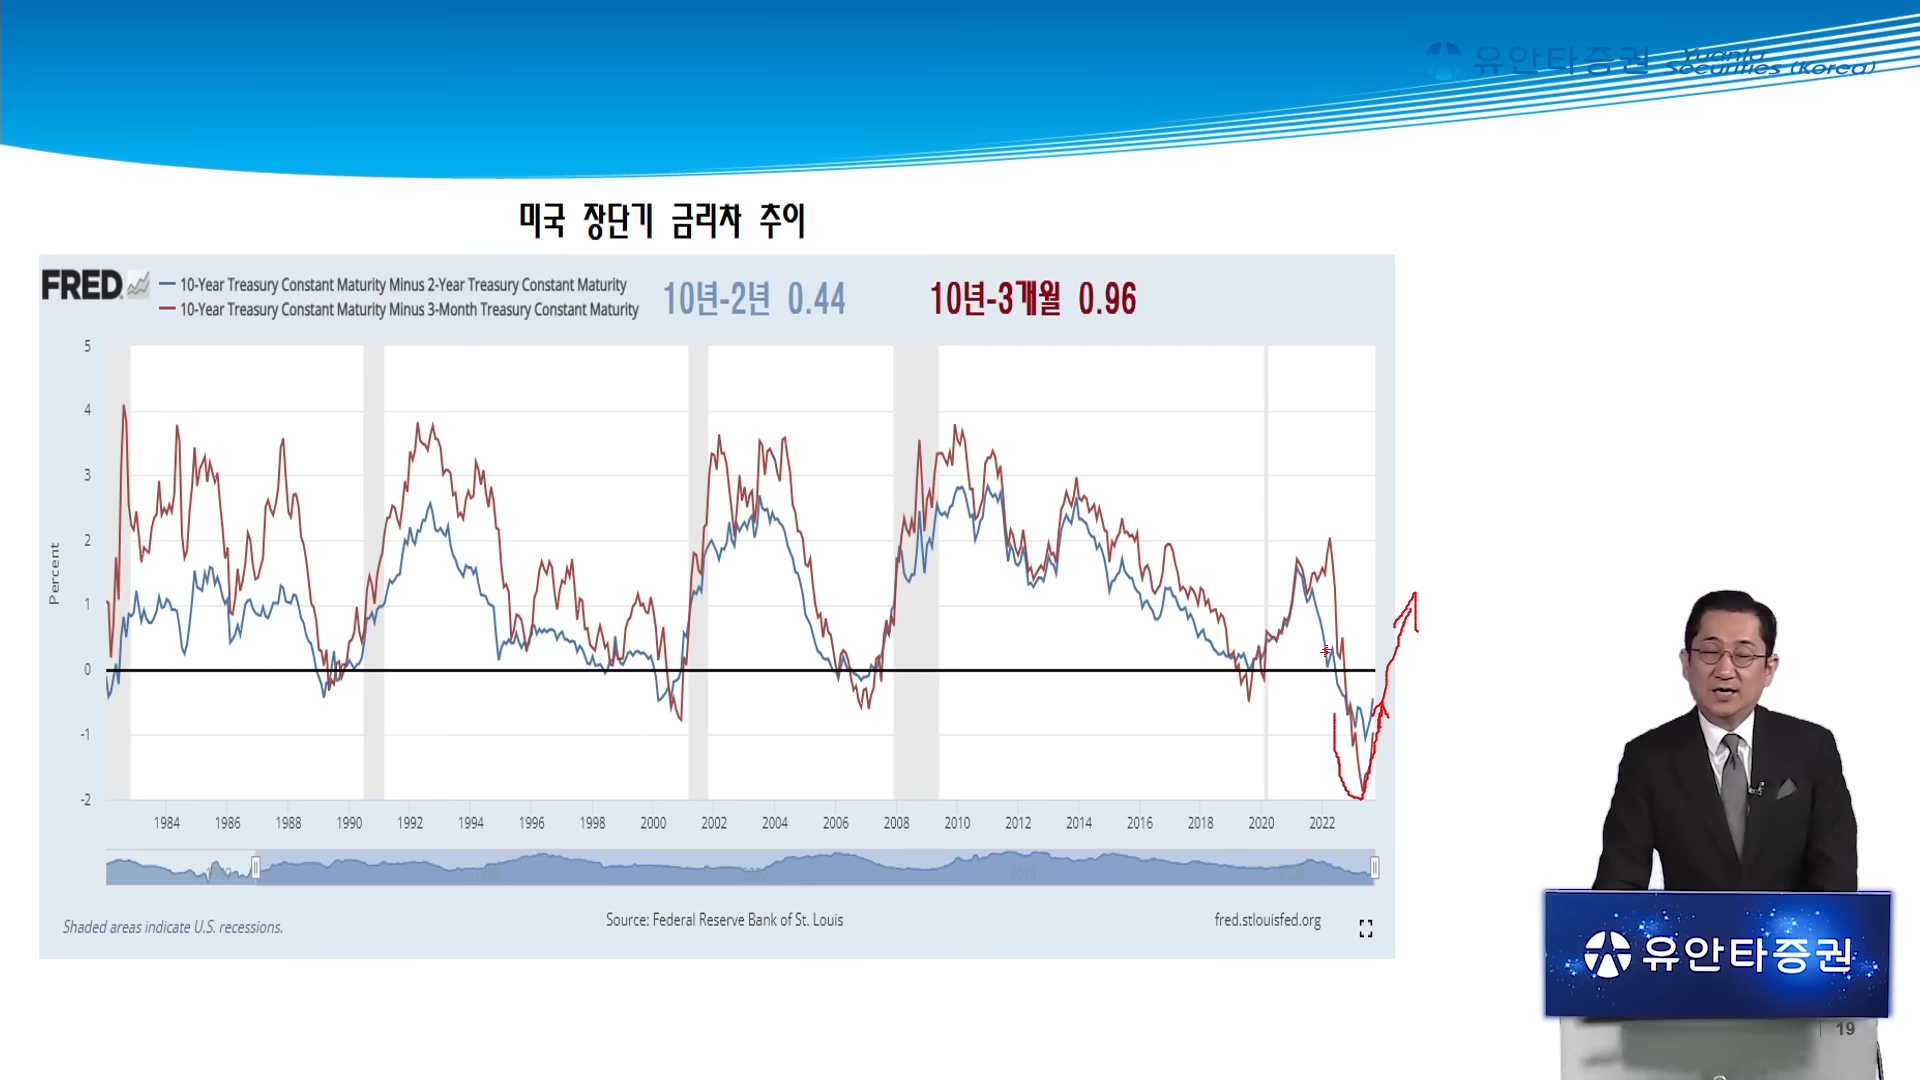 유안타증권 Yuanta Securities (Korea)
미국 장단기 금리차 추이
FRED
10-Year Treasury Constant Maturity Minus 2-Year Treasury Constant Maturity
10-Year Treasury Constant Maturity Minus 3-Month Treasury Constant Maturity
10년-2년 0.44
10년-3개월 0.96
Percent
5
4
3
2
1
0
-1
-2
1984 1986 1988 1990 1992 1994 1996 1998 2000 2002 2004 2006 2008 2010 2012 2014 2016 2018 2020 2022
Shaded areas indicate U.S. recessions.
Source: Federal Reserve Bank of St. Louis
fred.stlouisfed.org
유안타증권
19